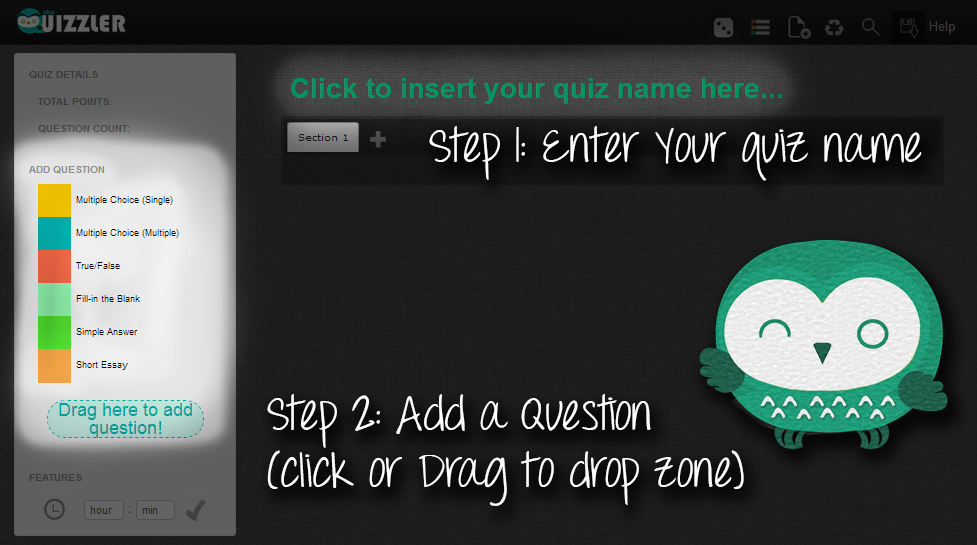 the
QUIZZLER
Help
QUIZ DETAILS
TOTAL POINTS:
QUESTION COUNT:
ADD QUESTION
Multiple Choice (Single)
Multiple Choice (Multiple)
True/False
Fill-in the Blank
Simple Answer
Short Essay
Drag here to add
question!
FEATURES
hour : min
Click to insert your quiz name here...
Section 1
Step 1: Enter Your quiz name
Step 2: Add a Question
(click or Drag to drop zone)